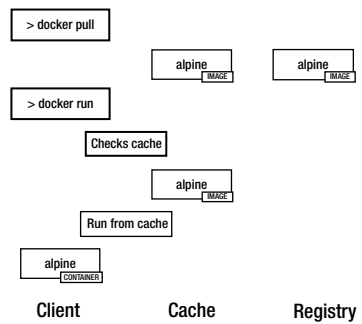 > docker pull
alpine
IMAGE
alpine
IMAGE
> docker run
Checks cache
alpine
IMAGE
Run from cache
alpine
CONTAINER
Client
Cache
Registry